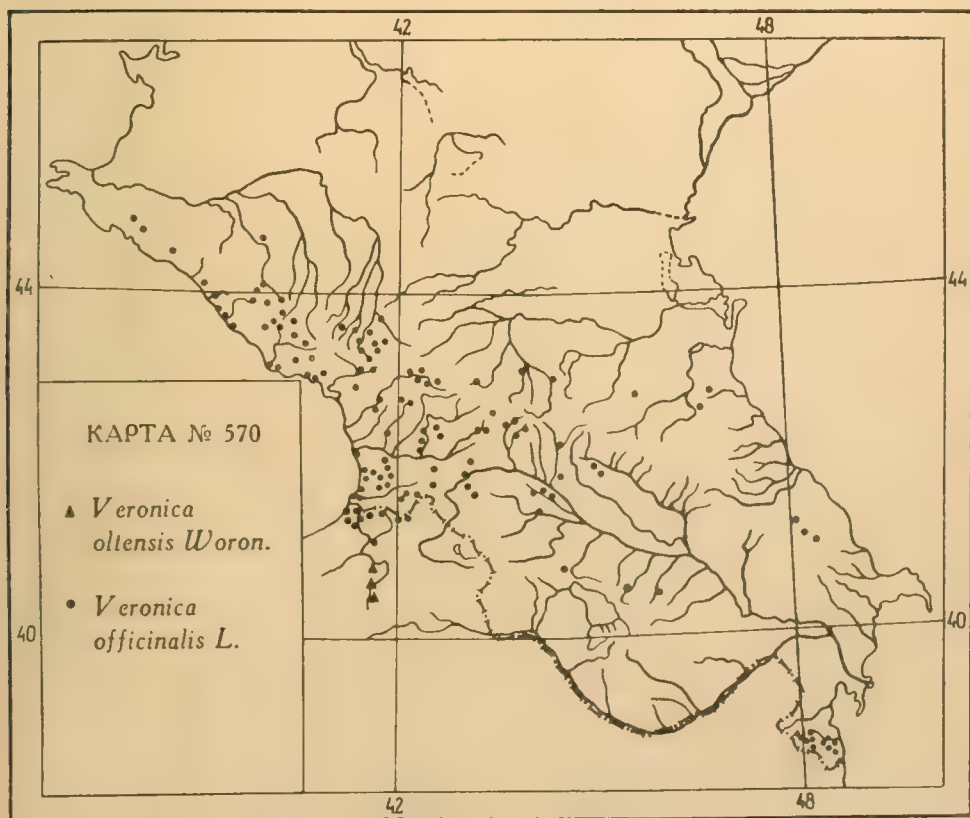 42 48
44 44
КАРТА № 570
Veronica
oltensis Woron.
Veronica
officinalis L.
40 40
42 48